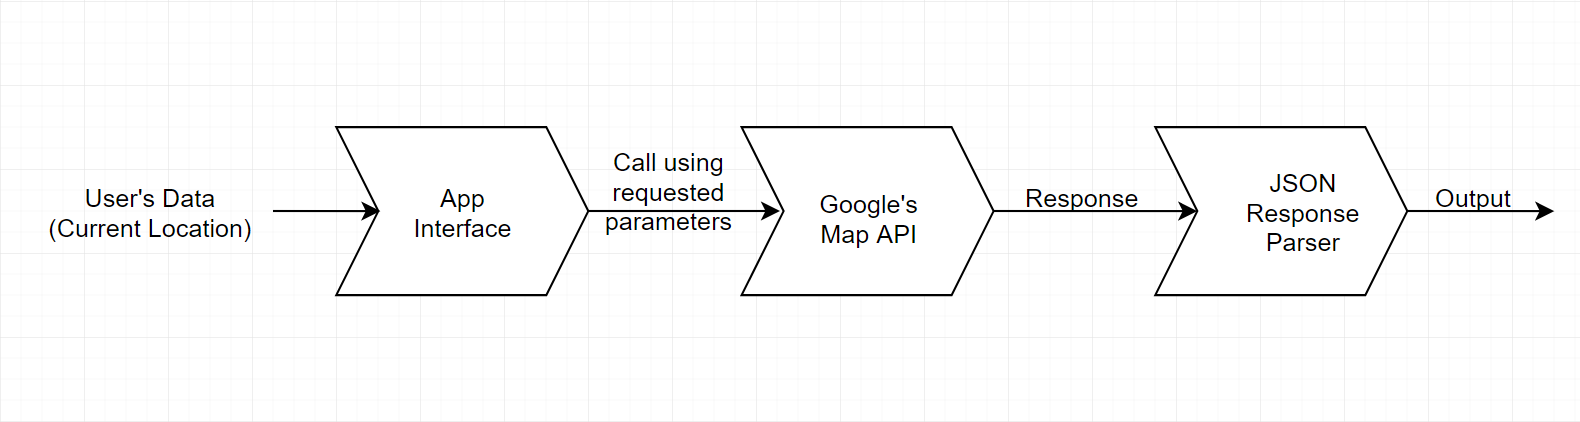 User's Data
(Current Location)
App
Interface
Call using
requested
parameters
Google's
Map API
Response
JSON
Response
Parser
Output